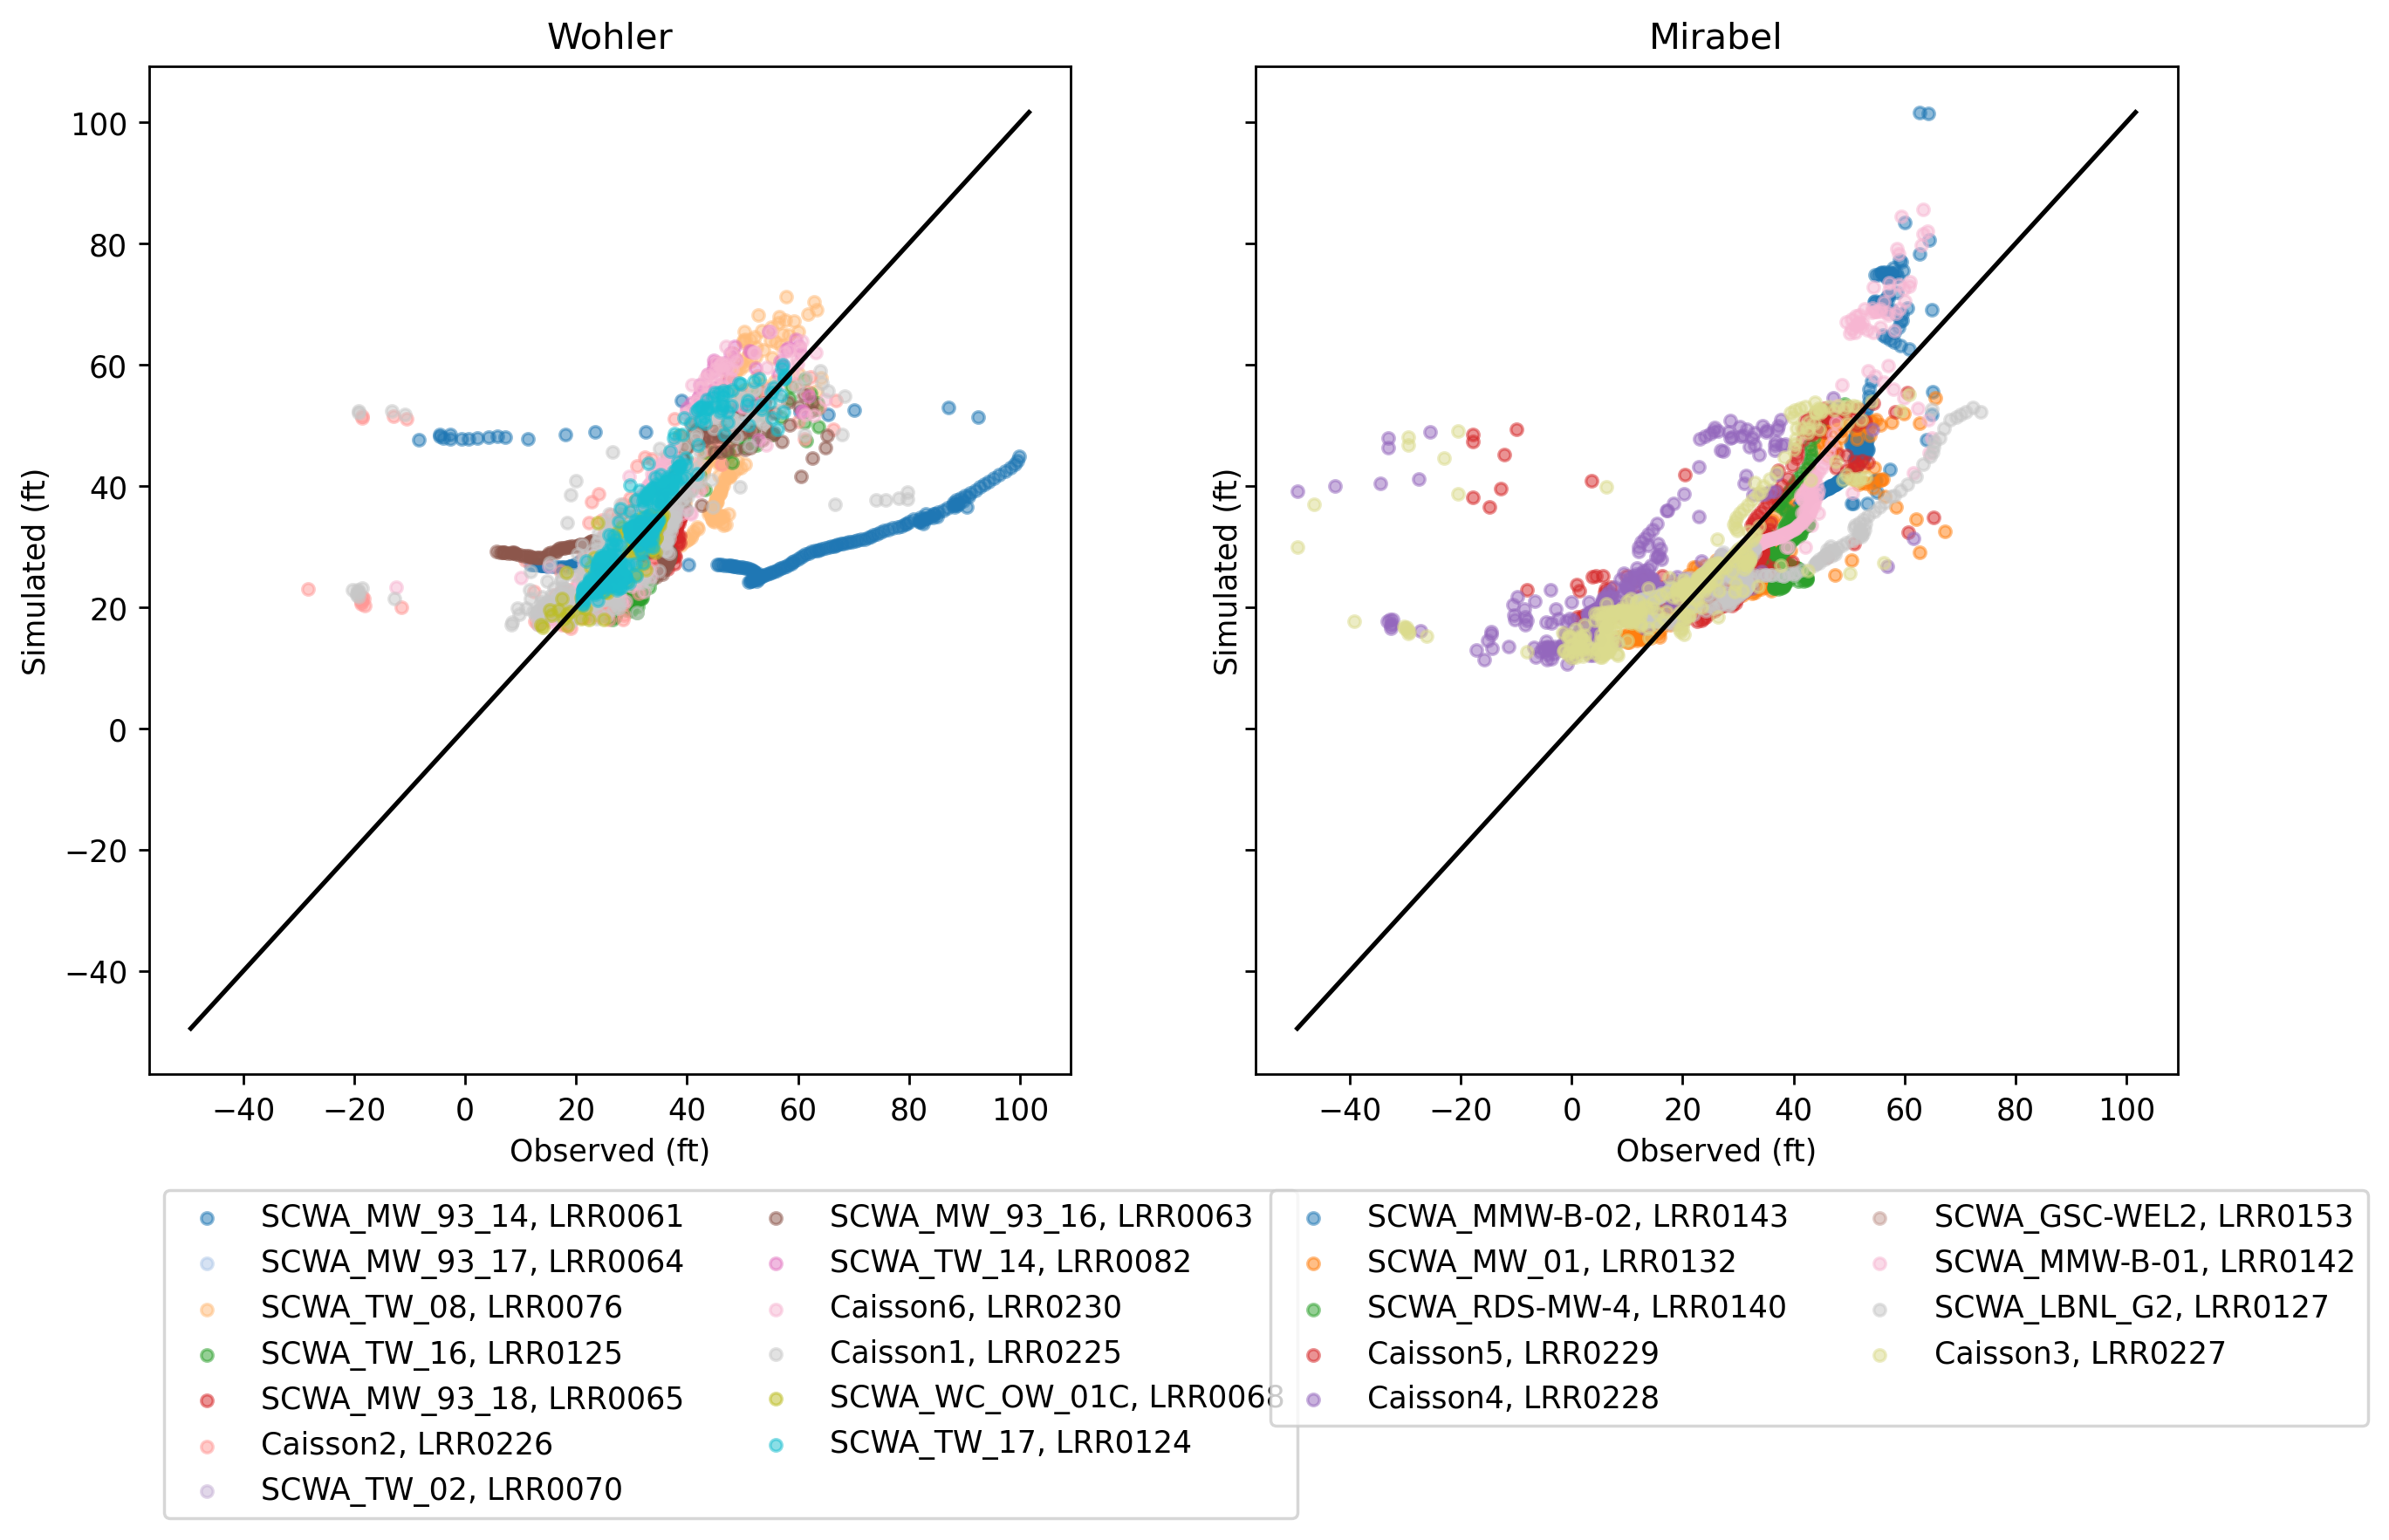 Wohler
Mirabel
Simulated (ft)
100
80
60
40
20
0
−20
−40
−40 −20 0 20 40 60 80 100
Observed (ft)
Simulated (ft)
−40 −20 0 20 40 60 80 100
Observed (ft)
SCWA_MW_93_14, LRR0061
SCWA_MW_93_17, LRR0064
SCWA_TW_08, LRR0076
SCWA_TW_16, LRR0125
SCWA_MW_93_18, LRR0065
Caisson2, LRR0226
SCWA_TW_02, LRR0070
SCWA_MW_93_16, LRR0063
SCWA_TW_14, LRR0082
Caisson6, LRR0230
Caisson1, LRR0225
SCWA_WC_OW_01C, LRR0068
SCWA_TW_17, LRR0124
SCWA_MMW-B-02, LRR0143
SCWA_MW_01, LRR0132
SCWA_RDS-MW-4, LRR0140
Caisson5, LRR0229
Caisson4, LRR0228
SCWA_GSC-WEL2, LRR0153
SCWA_MMW-B-01, LRR0142
SCWA_LBNL_G2, LRR0127
Caisson3, LRR0227